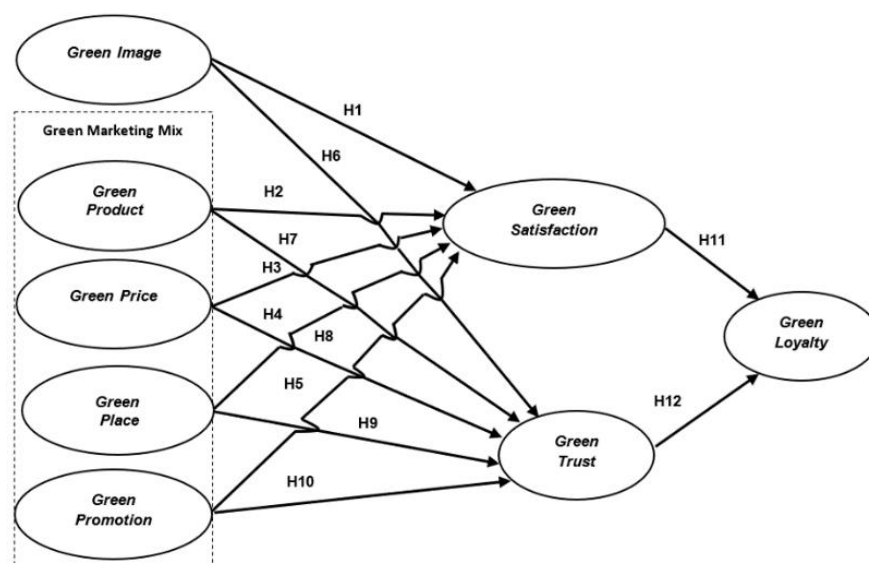 Green Image
Green Marketing Mix
Green
Product
Green Price
Green
Place
Green
Promotion
H1
H6
H2
H7
H3
H4
H8
H5
H9
H10
Green
Satisfaction
Green
Trust
H11
H12
Green
Loyalty